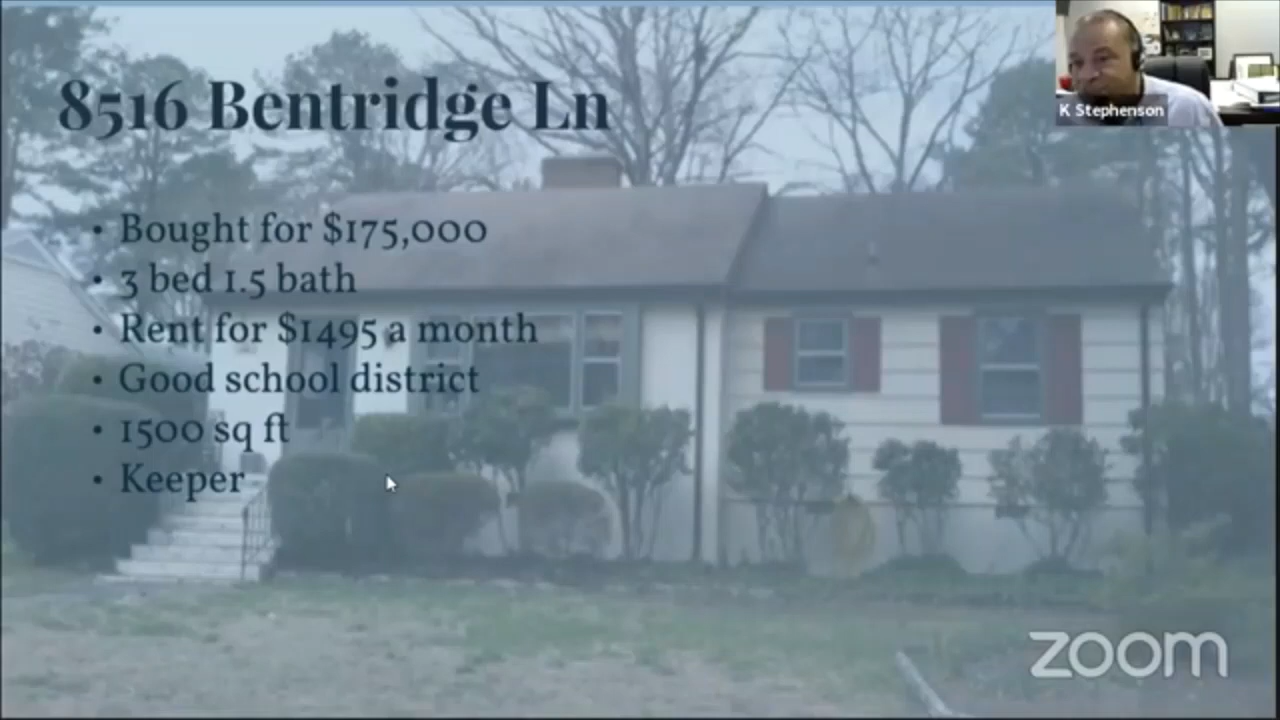 8516 Bentridge Ln
K Stephenson
• Bought for $175,000
• 3 bed 1.5 bath
• Rent for $1495 a month
• Good school district
• 1500 sq ft
• Keeper
zoom